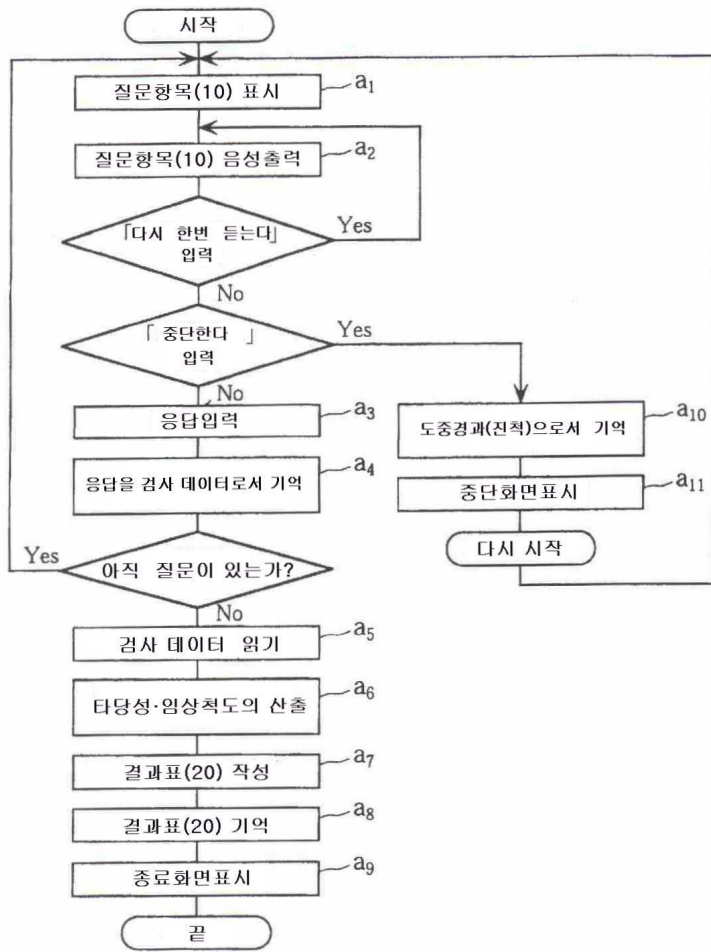 시작
질문항목(10) 표시
a1
질문항목(10) 음성출력
a2
「다시 한번 듣는다」
입력
Yes
No
「 중단한다 」
입력
Yes
No
응답입력
a3
도중경과(진척)으로서 기억
a10
응답을 검사 데이터로서 기억
a4
중단화면표시
a11
다시 시작
Yes
아직 질문이 있는가?
No
검사 데이터 읽기
a5
타당성·임상척도의 산출
a6
결과표(20) 작성
a7
결과표(20) 기억
a8
종료화면표시
a9
끝